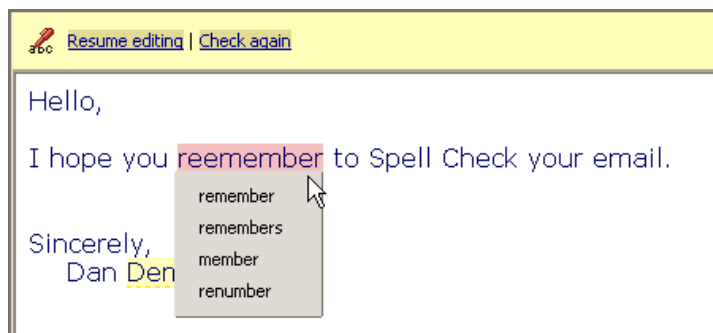 abc Resume editing | Check again
Hello,
I hope you reemember to Spell Check your email.
remember
remembers
member
renumber
Sincerely,
Dan